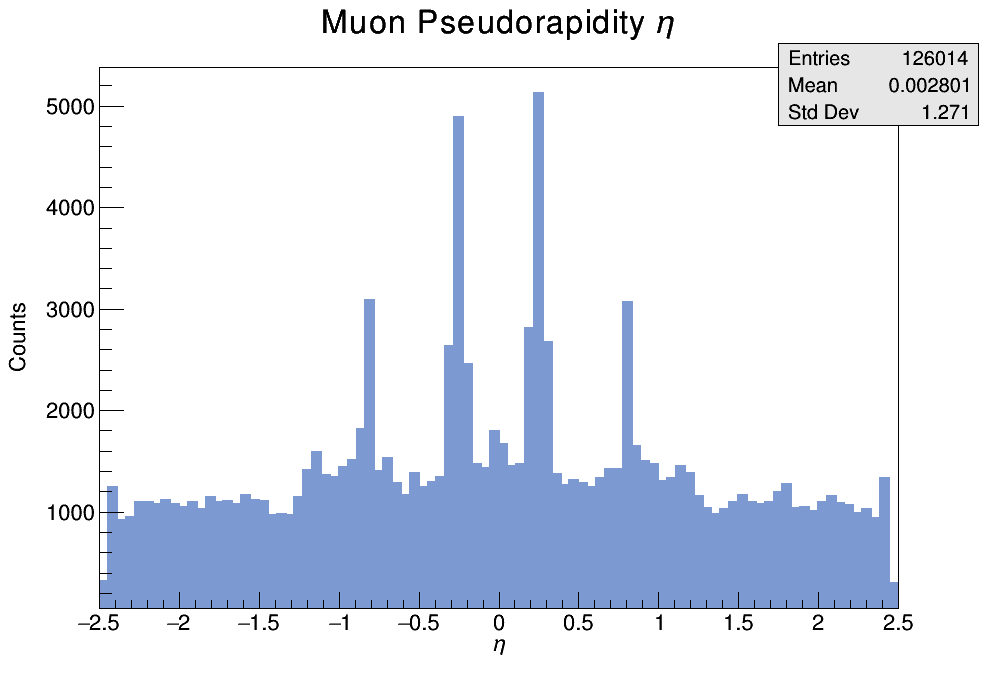 Muon Pseudorapidity η
Entries 126014
Mean 0.002801
Std Dev 1.271
5000
4000
3000
2000
1000
Counts
−2.5 −2 −1.5 −1 −0.5 0 0.5 1 1.5 2 2.5
η